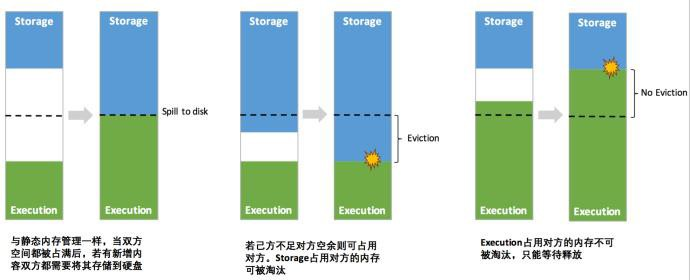 Storage
Execution
Storage
Execution
Spill to disk
与静态内存管理一样，当双方
空间都被占满后，若有新增内
容双方都需要将其存储到硬盘
Storage
Execution
Storage
Execution
Eviction
若己方不足对方空余则可占用
对方。Storage占用对方的内存
可被淘汰
Storage
Execution
Storage
Execution
No Eviction
Execution占用对方的内存不可
被淘汰，只能等待释放